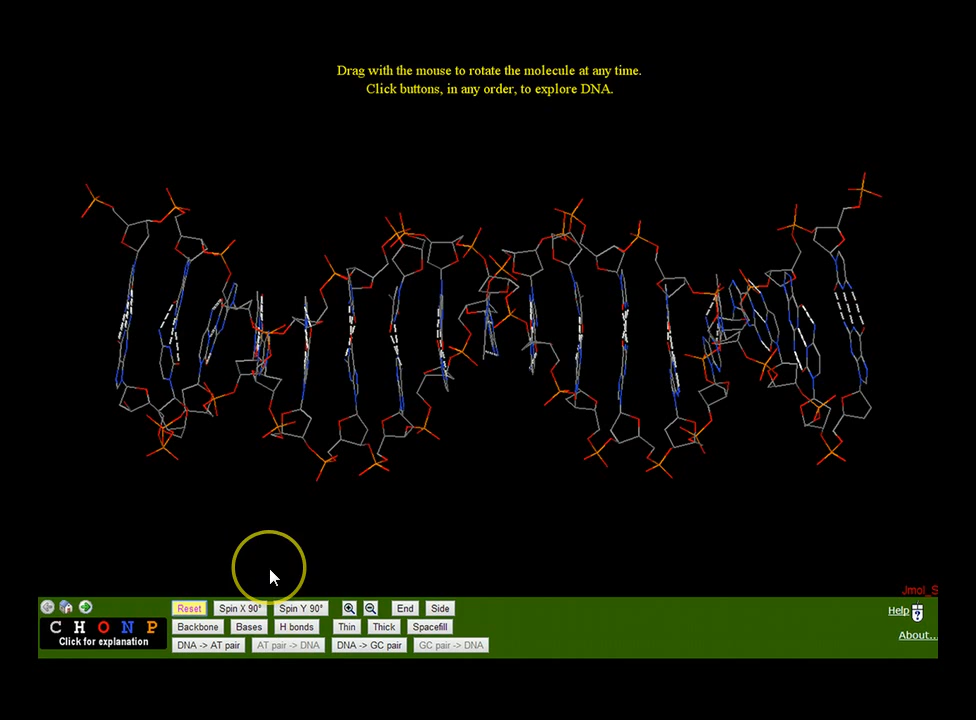 Drag with the mouse to rotate the molecule at any time.
Click buttons, in any order, to explore DNA.
Jmol_S
Reset Spin X 90° Spin Y 90° End Side
Help
C H O N P
Backbone Bases H bonds Thin Thick Spacefill
Click for explanation
About...
DNA -> AT pair AT pair -> DNA DNA -> GC pair GC pair -> DNA